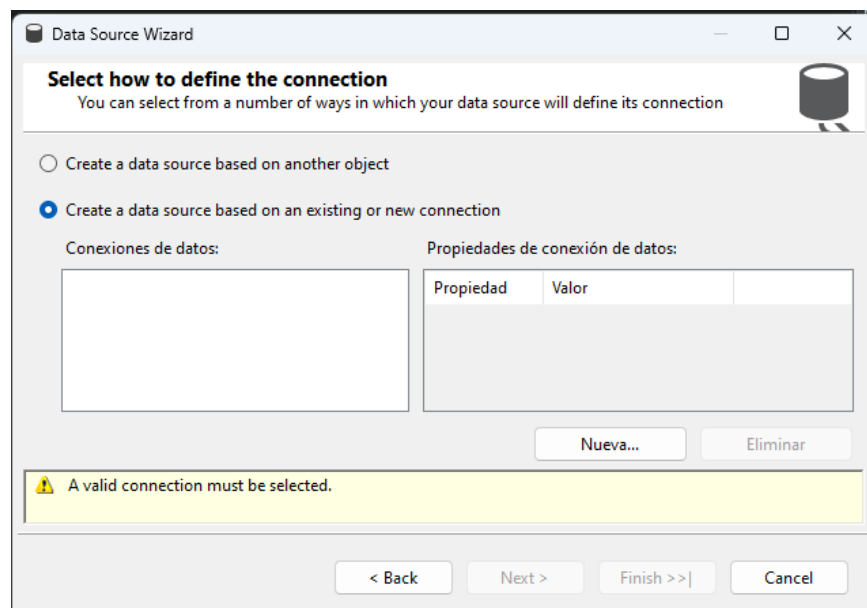 Data Source Wizard
Select how to define the connection
You can select from a number of ways in which your data source will define its connection
Create a data source based on another object
Create a data source based on an existing or new connection
Conexiones de datos:
Propiedades de conexión de datos:
Propiedad Valor
Nueva... Eliminar
A valid connection must be selected.
< Back Next > Finish >>| Cancel